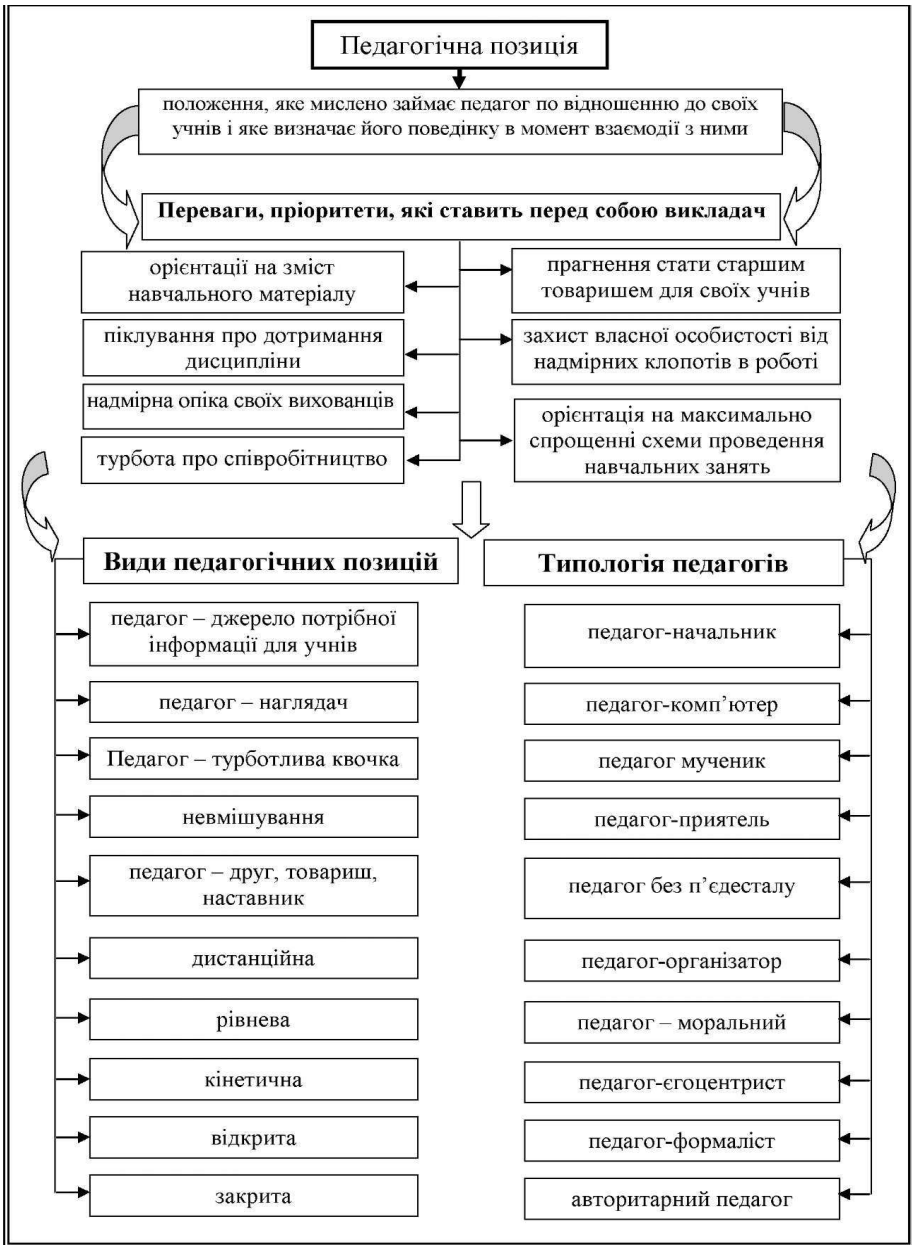 Педагогічна позиція
положення, яке мислено займає педагог по відношенню до своїх
учнів і яке визначає його поведінку в момент взаємодії з ними
Переваги, пріоритети, які ставить перед собою викладач
орієнтації на зміст
навчального матеріалу
піклування про дотримання
дисципліни
надмірна опіка своїх вихованців
турбота про співробітництво
прагнення стати старшим
товаришем для своїх учнів
захист власної особистості від
надмірних клопотів в роботі
орієнтація на максимально
спрощенні схеми проведення
навчальних занять
Види педагогічних позицій
педагог – джерело потрібної
інформації для учнів
педагог – наглядач
Педагог – турботлива квочка
невмішування
педагог – друг, товариш,
наставник
дистанційна
рівнева
кінетична
відкрита
закрита
Типологія педагогів
педагог-начальник
педагог-комп’ютер
педагог мученик
педагог-приятель
педагог без п’єдесталу
педагог-організатор
педагог – моральний
педагог-єгоцентрист
педагог-формаліст
авторитарний педагог